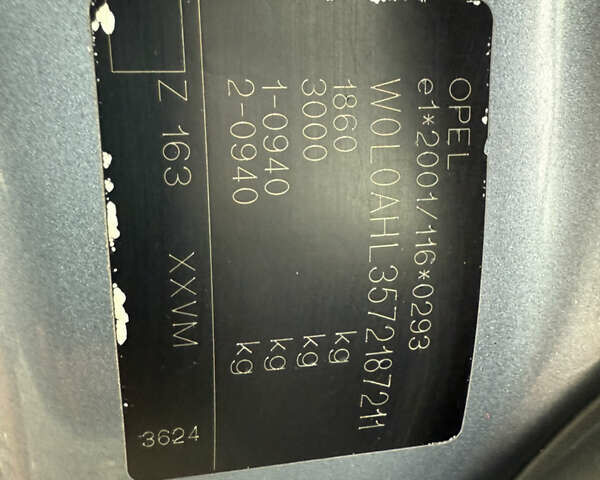 OPEL
e1*2001/116*0293
W0L0AHL3572187211
1860 kg
3000 kg
1-0940 kg
2-0940 kg
Z 163 XXVM
3624